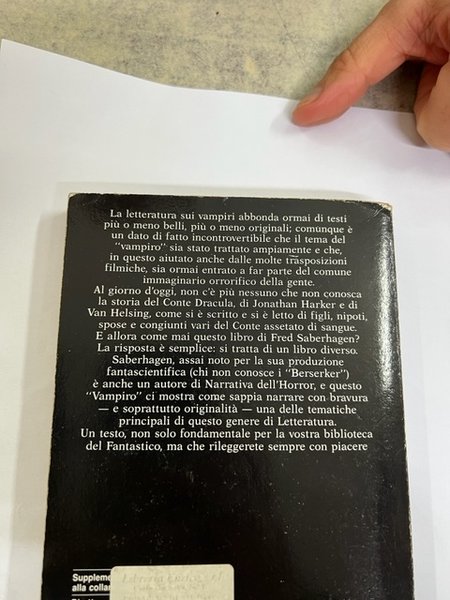 La letteratura sui vampiri abbonda ormai di testi
più o meno belli, più o meno originali; comunque è
un dato di fatto incontrovertibile che il tema del
"vampiro" sia stato trattato ampiamente e che,
in questo aiutato anche dalle molte trasposizioni
filmiche, sia ormai entrato a far parte del comune
immaginario orrorifico della gente.
Al giorno d'oggi, non c'è più nessuno che non conosca
la storia del Conte Dracula, di Jonathan Harker e di
Van Helsing, come si è scritto e si è letto di figli, nipoti,
spose e congiunti vari del Conte assetato di sangue.
E allora come mai questo libro di Fred Saberhagen?
La risposta è semplice: si tratta di un libro diverso.
Saberhagen, assai noto per la sua produzione
fantascientifica (chi non conosce i "Berserker")
è anche un autore di Narrativa dell'Horror, e questo
"Vampiro" ci mostra come sappia narrare con bravura
— e soprattutto originalità — una delle tematiche
principali di questo genere di Letteratura.
Un testo, non solo fondamentale per la vostra biblioteca
del Fantastico, ma che rileggerete sempre con piacere
Suppleme
alla collan